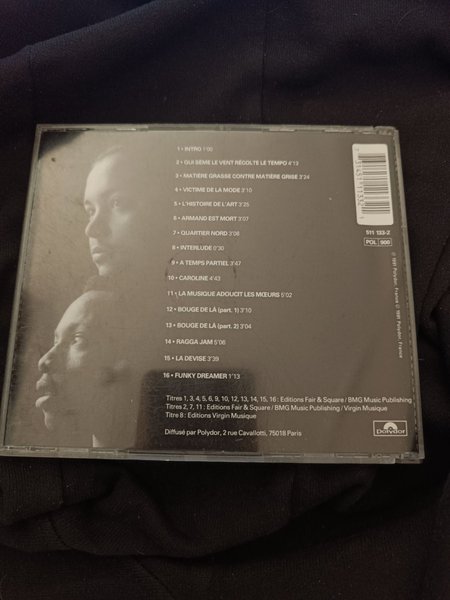 1 • INTRO 1'00
2 • QUI SÈME LE VENT RÉCOLTE LE TEMPO 4'13
3 • MATIÈRE GRASSE CONTRE MATIÈRE GRISE 3'24
4 • VICTIME DE LA MODE 3'10
5 • L'HISTOIRE DE L'ART 3'25
6 • ARMAND EST MORT 3'07
7 • QUARTIER NORD 3'08
8 • INTERLUDE 0'30
9 • A TEMPS PARTIEL 3'47
10 • CAROLINE 4'43
11 • LA MUSIQUE ADOUCIT LES MŒURS 5'02
12 • BOUGE DE LÀ (part. 1) 3'10
13 • BOUGE DE LÀ (part. 2) 3'04
14 • RAGGA JAM 5'06
15 • LA DEVISE 3'39
16 • FUNKY DREAMER 1'13
Titres 1, 3, 4, 5, 6, 9, 10, 12, 13, 14, 15, 16 : Editions Fair & Square / BMG Music Publishing
Titres 2, 7, 11 : Editions Fair & Square / BMG Music Publishing / Virgin Musique
Titre 8 : Editions Virgin Musique
Diffusé par Polydor, 2 rue Cavallotti, 75018 Paris
511 133-2
POL 900
℗ 1991 Polydor, France © 1991 Polydor, France
Polydor